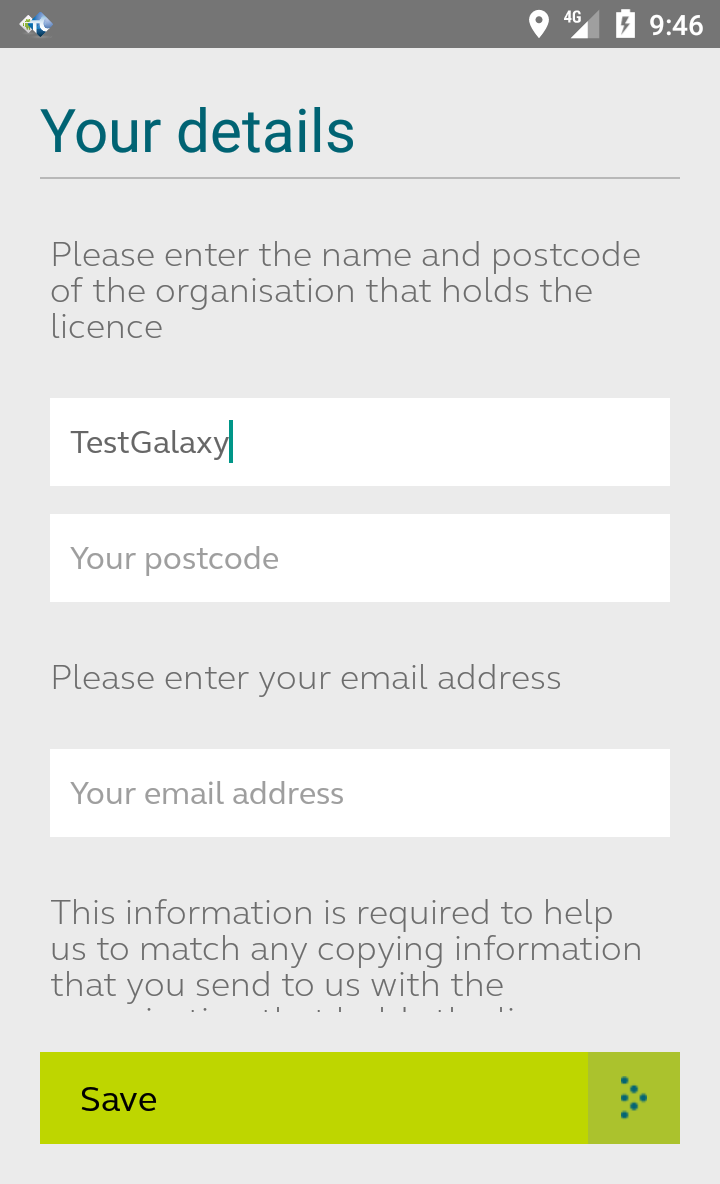 4G 9:46
Your details
Please enter the name and postcode
of the organisation that holds the
licence
TestGalaxy
Your postcode
Please enter your email address
Your email address
This information is required to help
us to match any copying information
that you send to us with the
Save